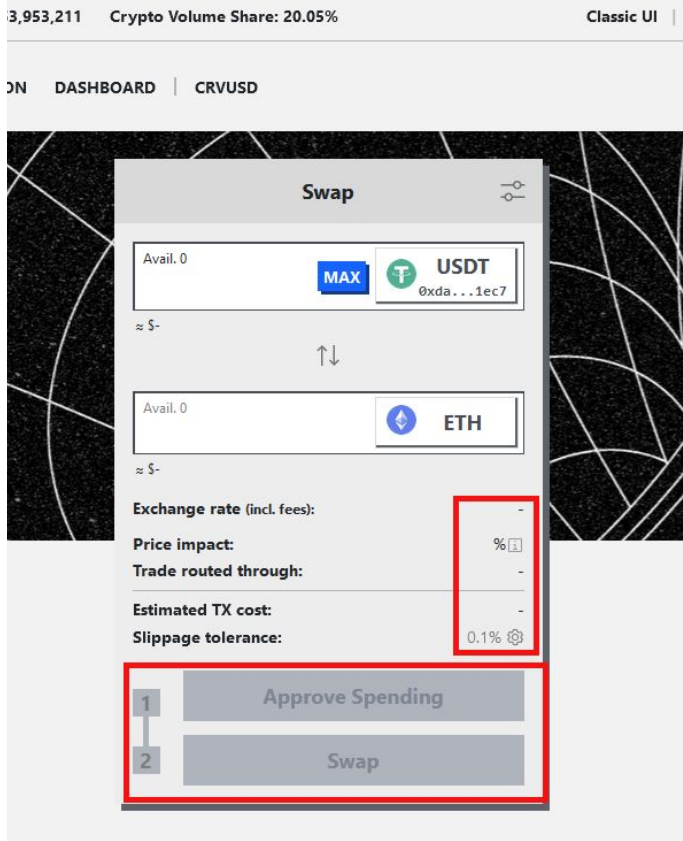 3,953,211 Crypto Volume Share: 20.05% Classic UI
ON DASHBOARD CRVUSD
Swap
Avail. 0
MAX
USDT
0xda...1ec7
≈ $-
Avail. 0
ETH
≈ $-
Exchange rate (incl. fees): -
Price impact: %
Trade routed through: -
Estimated TX cost: -
Slippage tolerance: 0.1%
1 Approve Spending
2 Swap